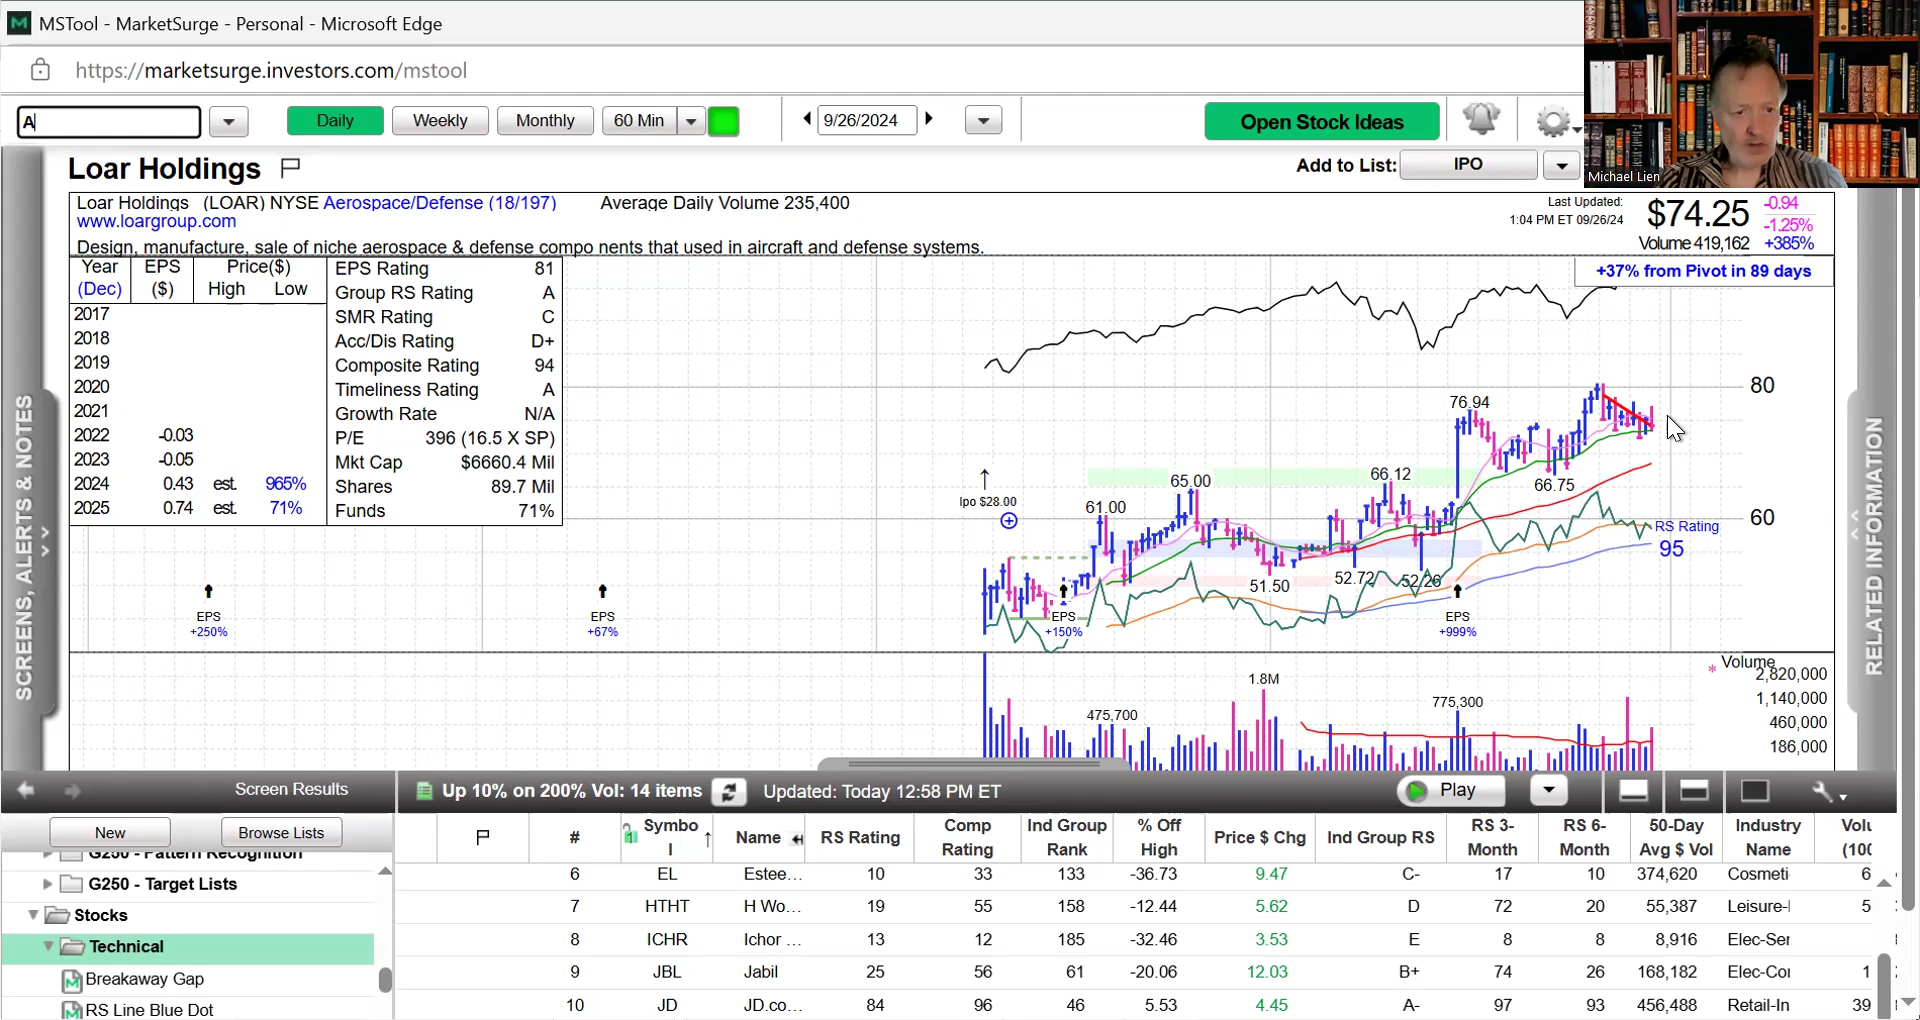 MSTool - MarketSurge - Personal - Microsoft Edge
https://marketsurge.investors.com/mstool
A
Daily
Weekly
Monthly
60 Min
9/26/2024
Open Stock Ideas
Michael Lien
Loar Holdings
Add to List:
IPO
Loar Holdings (LOAR) NYSE Aerospace/Defense (18/197) Average Daily Volume 235,400
www.loargroup.com
Design, manufacture, sale of niche aerospace & defense compo nents that used in aircraft and defense systems.
Last Updated:
1:04 PM ET 09/26/24
$74.25
-0.94
-1.25%
Volume 419,162 +385%
+37% from Pivot in 89 days
Year EPS Price($)
(Dec) ($) High Low
2017
2018
2019
2020
2021
2022 -0.03
2023 -0.05
2024 0.43 est. 965%
2025 0.74 est. 71%
EPS Rating 81
Group RS Rating A
SMR Rating C
Acc/Dis Rating D+
Composite Rating 94
Timeliness Rating A
Growth Rate N/A
P/E 396 (16.5 X SP)
Mkt Cap $6660.4 Mil
Shares 89.7 Mil
Funds 71%
80
76.94
66.12
65.00
66.75
Ipo $28.00
61.00
60
RS Rating
95
51.50
52.72
52.26
EPS
+250%
EPS
+67%
EPS
+150%
EPS
+999%
SCREENS, ALERTS & NOTES
RELATED INFORMATION
Volume
2,820,000
1,140,000
460,000
186,000
1.8M
475,700
775,300
Screen Results
Up 10% on 200% Vol: 14 items
Updated: Today 12:58 PM ET
Play
New
Browse Lists
G250 - Pattern Recognition
G250 - Target Lists
Stocks
Technical
Breakaway Gap
RS Line Blue Dot
# 1 Symbo l Name RS Rating Comp Rating Ind Group Rank % Off High Price $ Chg Ind Group RS RS 3-Month RS 6-Month 50-Day Avg $ Vol Industry Name Volu (100
6 EL Estee... 10 33 133 -36.73 9.47 C- 17 10 374,620 Cosmeti 6
7 HTHT H Wo... 19 55 158 -12.44 5.62 D 72 20 55,387 Leisure-l 5
8 ICHR Ichor ... 13 12 185 -32.46 3.53 E 8 8 8,916 Elec-Ser
9 JBL Jabil 25 56 61 -20.06 12.03 B+ 74 26 168,182 Elec-Coı 1
10 JD JD.co... 84 96 46 5.53 4.45 A- 97 93 456,488 Retail-In 39